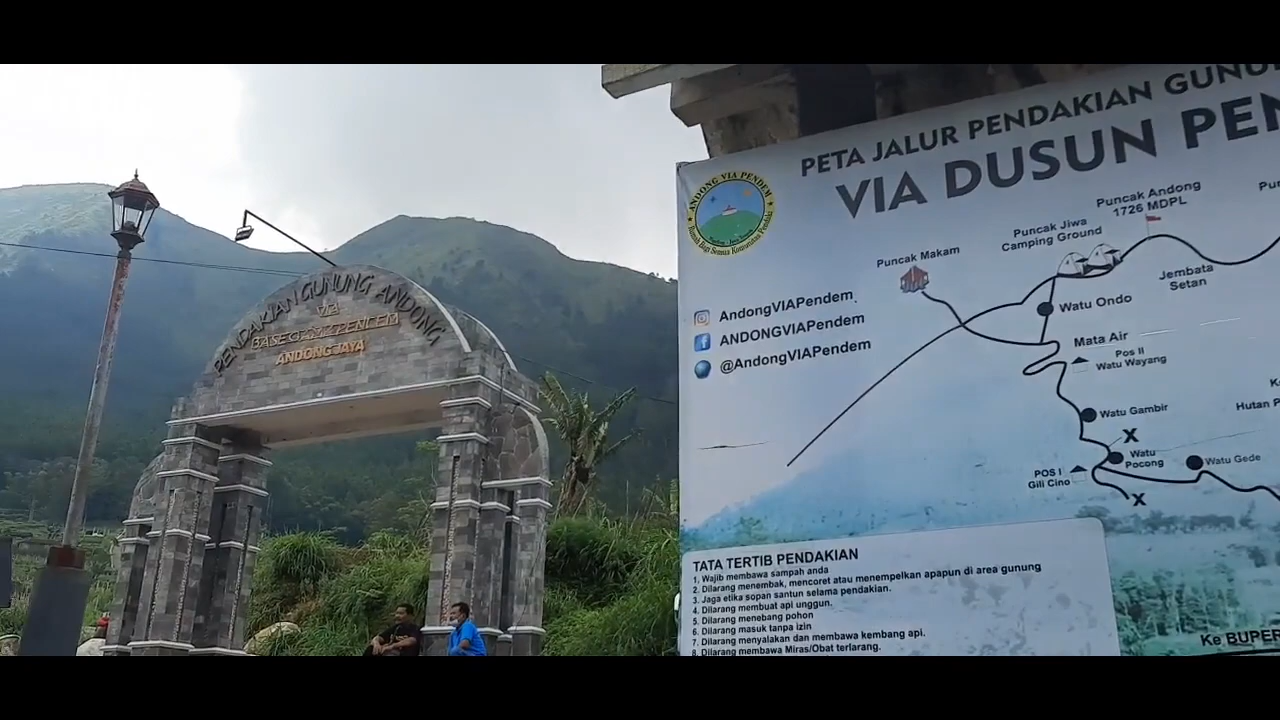 PENDAKIAN GUNUNG ANDONG
VIA
BASECAMP PENDEM
ANDONG JAYA
PETA JALUR PENDAKIAN GUNU
VIA DUSUN PEN
ANDONG VIA PENDEM
AndongVIAPendem
ANDONGVIAPendem
@AndongVIAPendem
Puncak Makam
Puncak Jiwa
Camping Ground
Puncak Andong
1726 MDPL
Jembata
Setan
Watu Ondo
Mata Air
Pos II
Watu Wayang
Watu Gambir
X
Watu
Pocong
Watu Gede
Hutan P
POS I
Gili Cino
X
TATA TERTIB PENDAKIAN
1. Wajib membawa sampah anda
2. Dilarang menembak, mencoret atau menempelkan apapun di area gunung
3. Jaga etika sopan santun selama pendakian.
4. Dilarang membuat api unggun.
5. Dilarang menebang pohon
6. Dilarang masuk tanpa izin
7. Dilarang menyalakan dan membawa kembang api.
8. Dilarang membawa Miras/Obat terlarang.
Ke BUPER